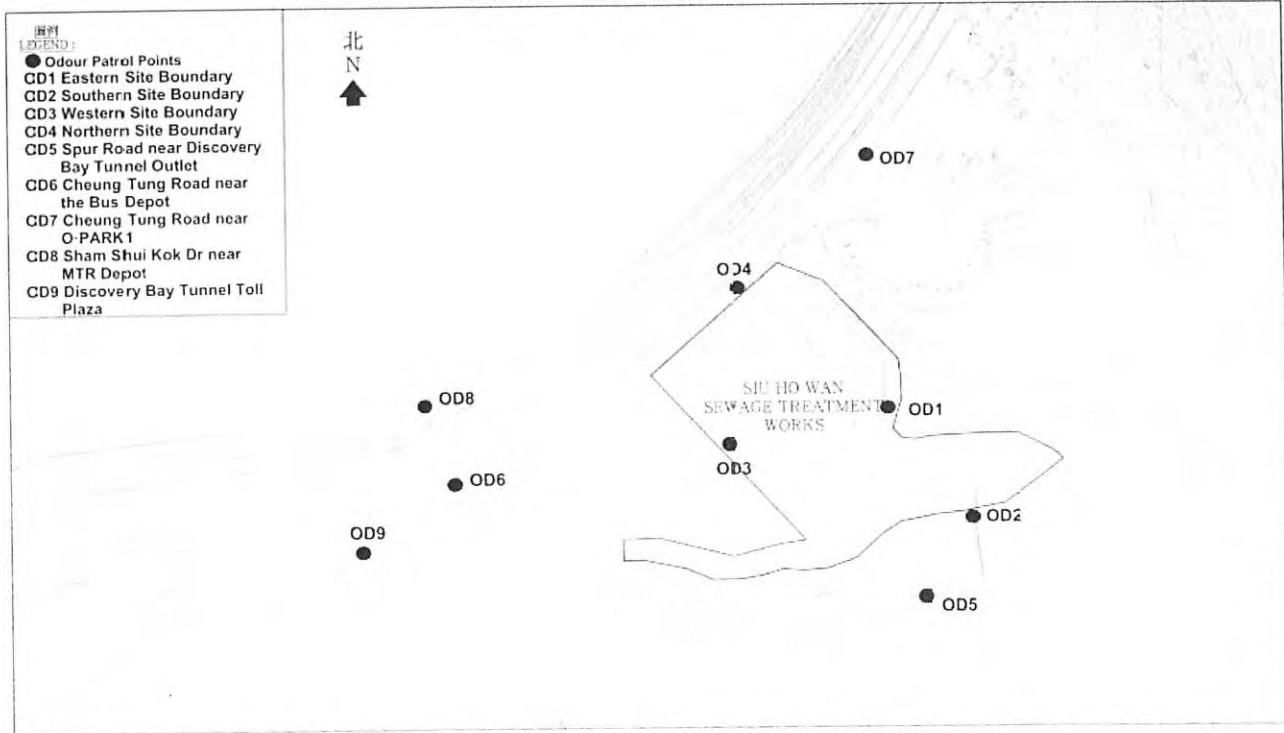 圖例
LEGEND:
Odour Patrol Points
CD1 Eastern Site Boundary
CD2 Southern Site Boundary
CD3 Western Site Boundary
CD4 Northern Site Boundary
CD5 Spur Road near Discovery
Bay Tunnel Outlet
CD6 Cheung Tung Road near
the Bus Depot
CD7 Cheung Tung Road near
O-PARK1
CD8 Sham Shui Kok Dr near
MTR Depot
CD9 Discovery Bay Tunnel Toll
Plaza
北
N
OD7
OD4
SIU HO WAN
SEWAGE TREATMENT
WORKS
OD8
OD1
OD3
OD6
OD2
OD9
OD5